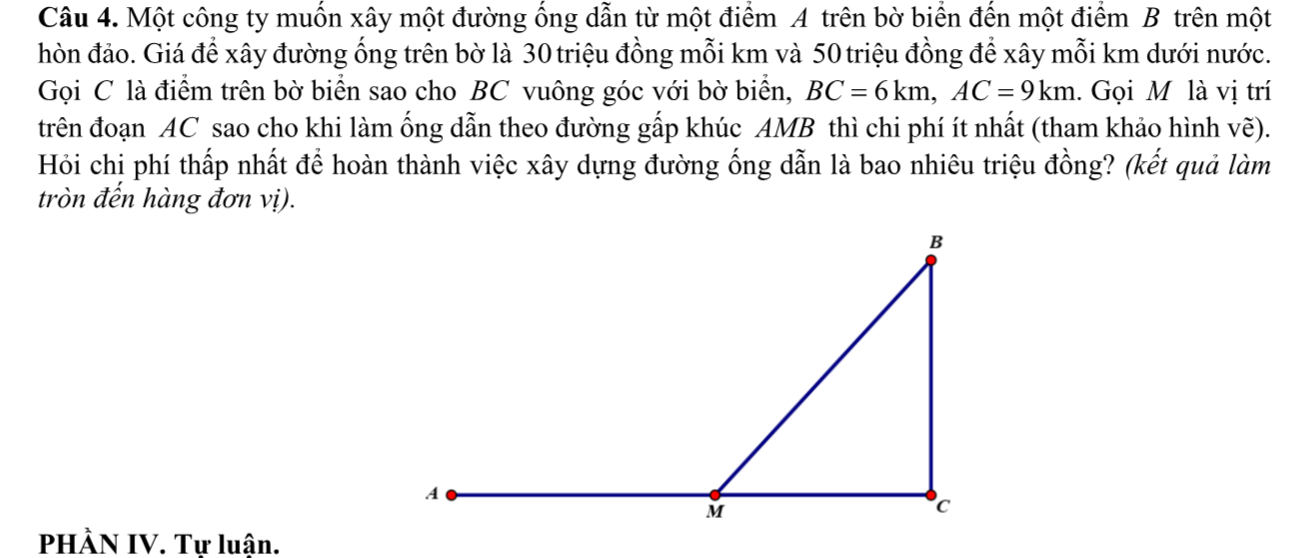 Câu 4. Một công ty muốn xây một đường ống dẫn từ một điểm A trên bờ biển đến một điểm B trên một
hòn đảo. Giá để xây đường ống trên bờ là 30 triệu đồng mỗi km và 50 triệu đồng để xây mỗi km dưới nước.
Gọi C là điểm trên bờ biển sao cho BC vuông góc với bờ biển, BC = 6 km, AC = 9 km. Gọi M là vị trí
trên đoạn AC sao cho khi làm ống dẫn theo đường gấp khúc AMB thì chi phí ít nhất (tham khảo hình vẽ).
Hỏi chi phí thấp nhất để hoàn thành việc xây dựng đường ống dẫn là bao nhiêu triệu đồng? (kết quả làm
tròn đến hàng đơn vị).
B
A
M
C
PHẦN IV. Tự luận.